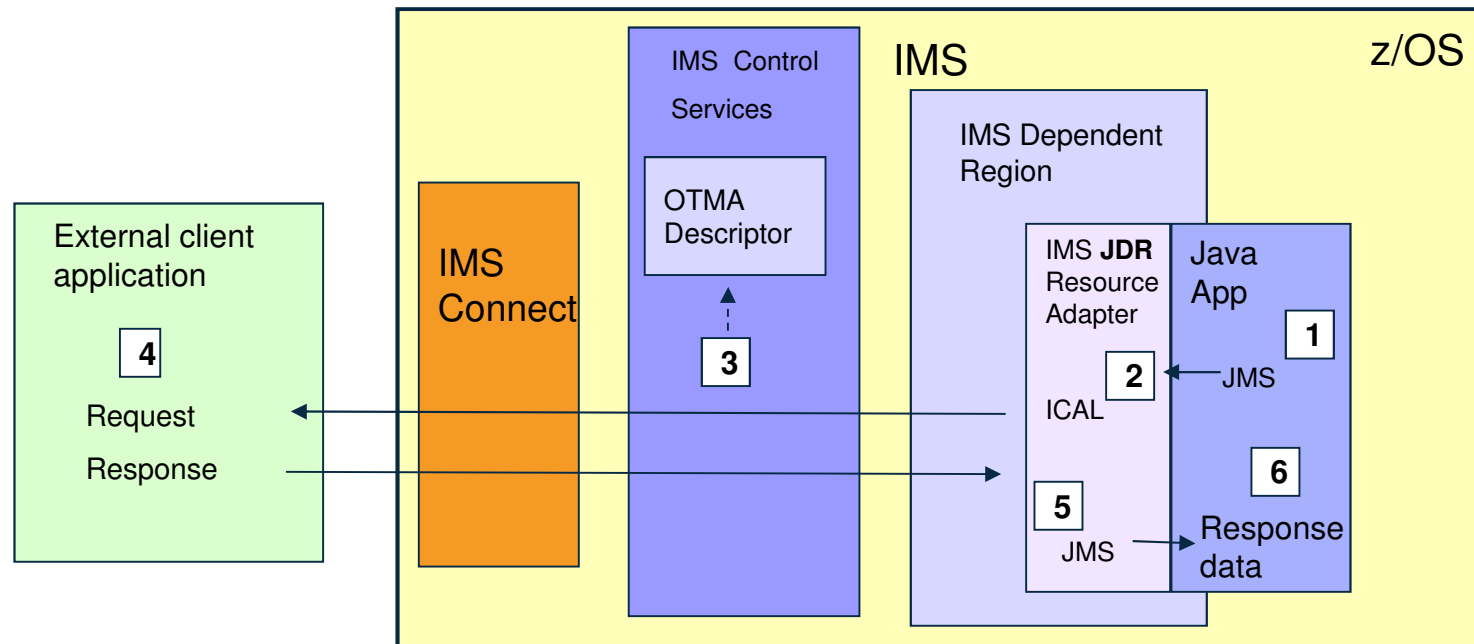 IMS
z/OS
IMS Control
Services
OTMA
Descriptor
3
IMS Dependent
Region
External client
application
4
Request
Response
IMS
Connect
IMS JDR
Resource
Adapter
2
ICAL
5
JMS
Java
App
1
JMS
6
Response
data